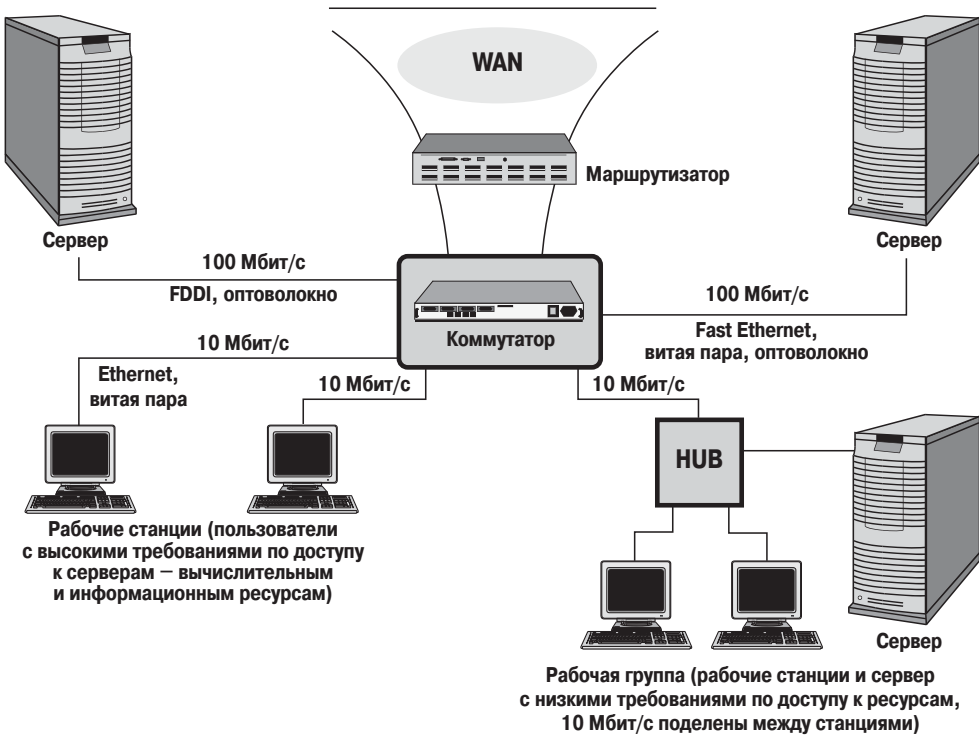 WAN
Маршрутизатор
Сервер
Сервер
100 Мбит/с
FDDI, оптоволокно
100 Мбит/с
Fast Ethernet,
витая пара, оптоволокно
Коммутатор
10 Мбит/с
Ethernet,
витая пара
10 Мбит/с
10 Мбит/с
HUB
Рабочие станции (пользователи
с высокими требованиями по доступу
к серверам – вычислительным
и информационным ресурсам)
Сервер
Рабочая группа (рабочие станции и сервер
с низкими требованиями по доступу к ресурсам,
10 Мбит/с поделены между станциями)